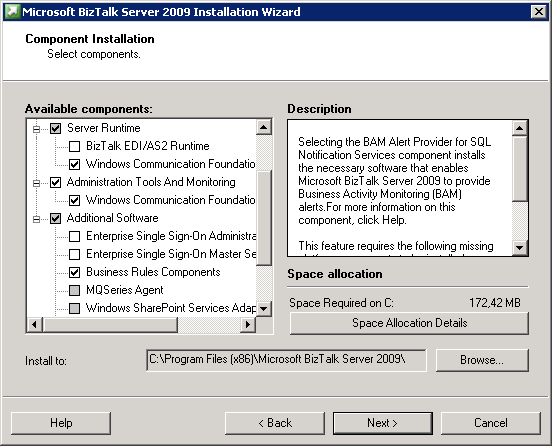 Microsoft BizTalk Server 2009 Installation Wizard
Component Installation
Select components.
Available components:
Server Runtime
BizTalk EDI/AS2 Runtime
Windows Communication Foundatio
Administration Tools And Monitoring
Windows Communication Foundatio
Additional Software
Enterprise Single Sign-On Administra
Enterprise Single Sign-On Master Se
Business Rules Components
MQSeries Agent
Windows SharePoint Services Adap
Description
Selecting the BAM Alert Provider for SQL
Notification Services component installs
the necessary software that enables
Microsoft BizTalk Server 2009 to provide
Business Activity Monitoring (BAM)
alerts.For more information on this
component, click Help.
This feature requires the following missing
Space allocation
Space Required on C: 172,42 MB
Space Allocation Details
Install to: C:\Program Files (x86)\Microsoft BizTalk Server 2009\ Browse...
Help < Back Next > Cancel